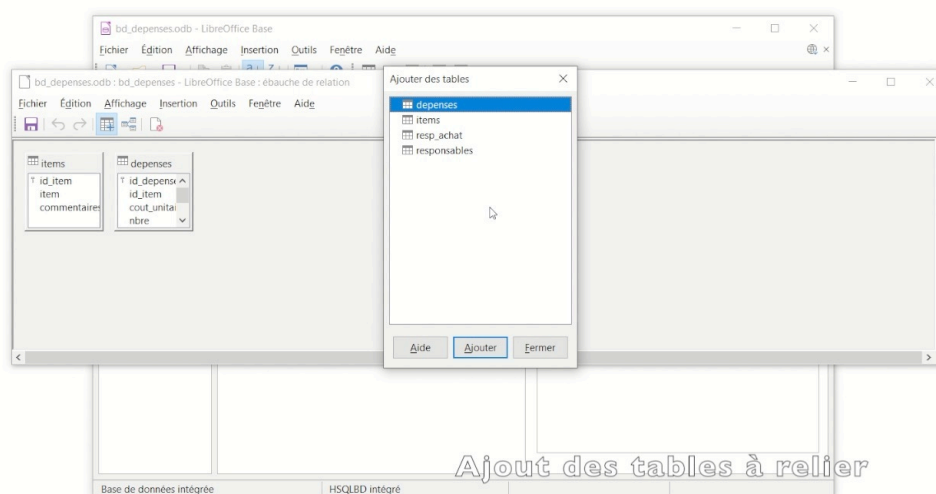 bd_depenses.odb - LibreOffice Base
Fichier Édition Affichage Insertion Outils Fenêtre Aide
bd_depenses.odb : bd_depenses - LibreOffice Base : ébauche de relation
Fichier Édition Affichage Insertion Outils Fenêtre Aide
items
id_item
item
commentaires
depenses
id_depense
id_item
cout_unitai
nbre
Ajouter des tables
depenses
items
resp_achat
responsables
Aide Ajouter Fermer
Ajout des tables à relier
Base de données intégrée HSQLBD intégré